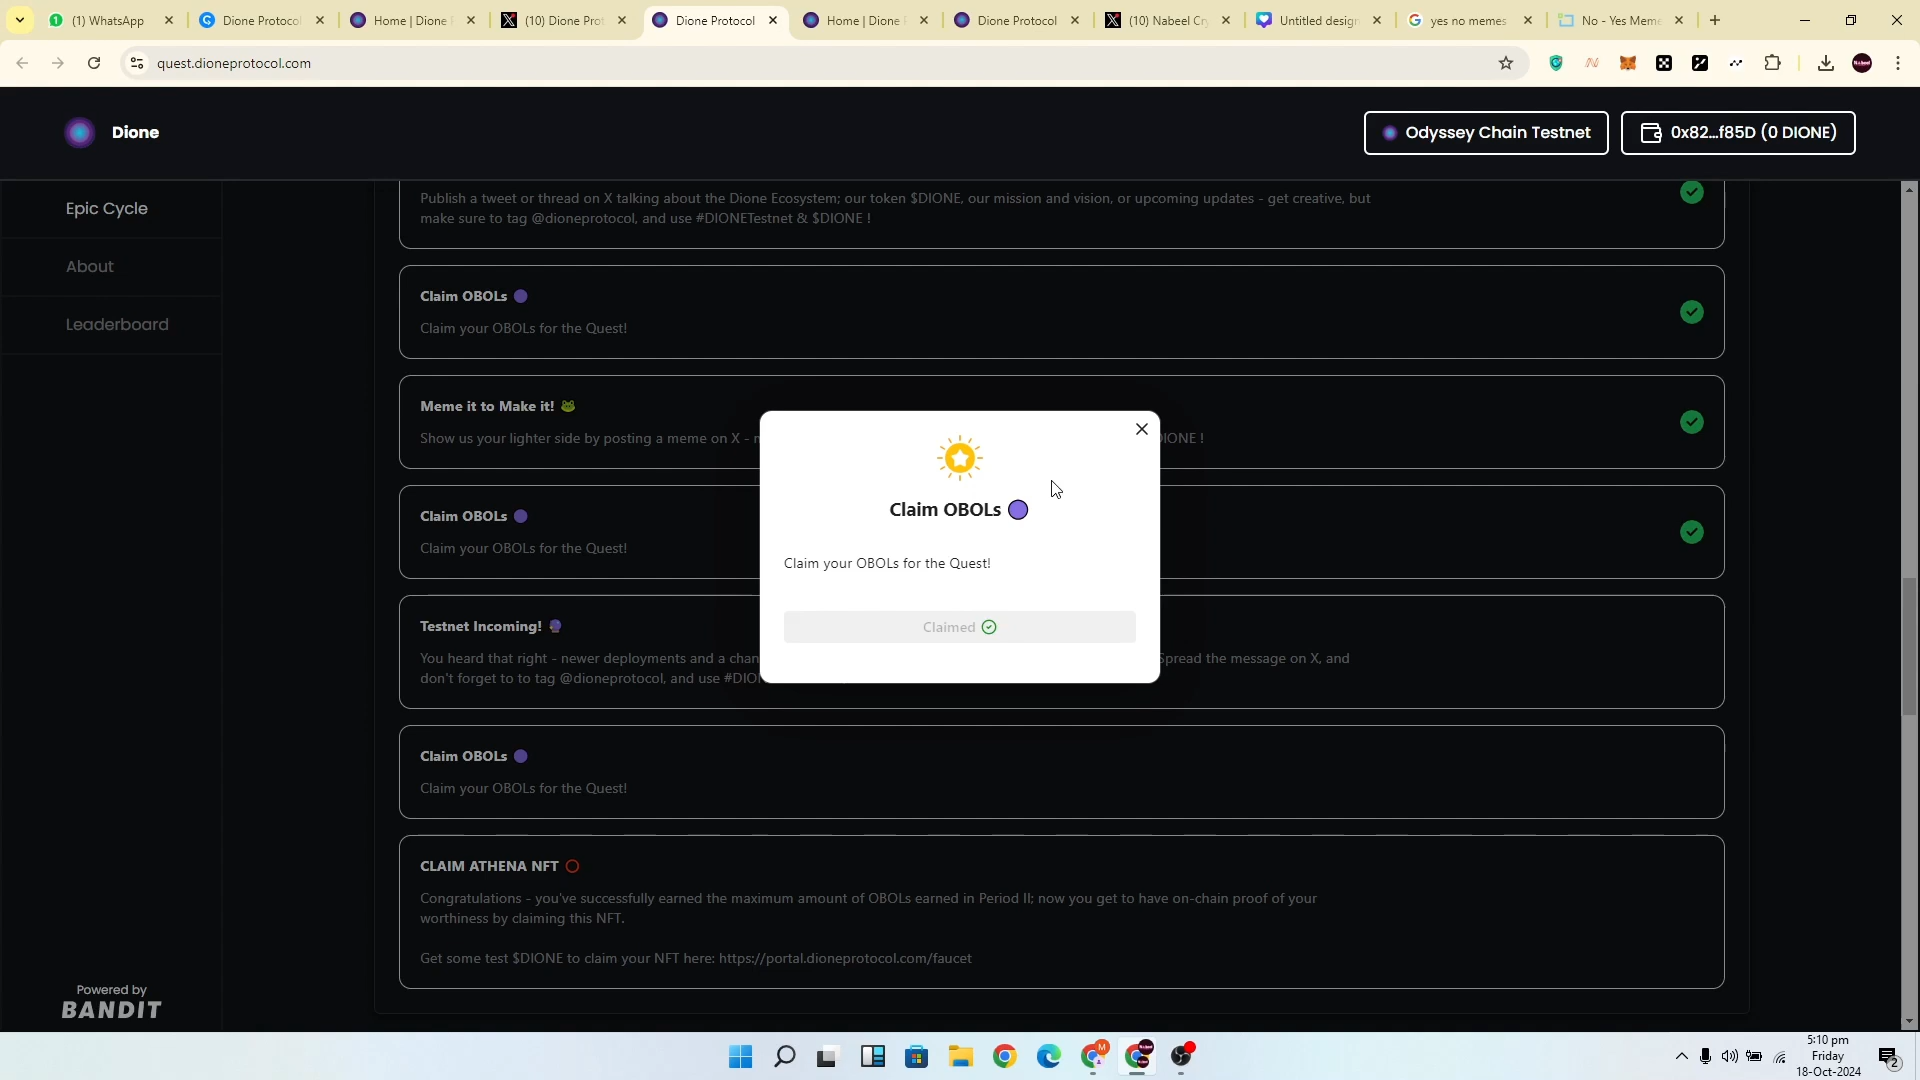 (1) WhatsApp
Dione Protocol
Home | Dione P
(10) Dione Prot
Dione Protocol
Home | Dione P
Dione Protocol
(10) Nabeel Cry
Untitled design
yes no memes
No - Yes Meme
quest.dioneprotocol.com
Dione
Odyssey Chain Testnet
0x82...f85D (0 DIONE)
Epic Cycle
About
Leaderboard
Publish a tweet or thread on X talking about the Dione Ecosystem; our token $DIONE, our mission and vision, or upcoming updates - get creative, but
make sure to tag @dioneprotocol, and use #DIONETestnet & $DIONE !
Claim OBOLs
Claim your OBOLs for the Quest!
Meme it to Make it!
Show us your lighter side by posting a meme on X -
DIONE !
Claim OBOLs
Claim your OBOLs for the Quest!
Claim OBOLs
Claim your OBOLs for the Quest!
Claimed
Testnet Incoming!
You heard that right - newer deployments and a chan
Spread the message on X, and
don't forget to to tag @dioneprotocol, and use #DION
Claim OBOLs
Claim your OBOLs for the Quest!
CLAIM ATHENA NFT
Congratulations - you've successfully earned the maximum amount of OBOLs earned in Period II; now you get to have on-chain proof of your
worthiness by claiming this NFT.
Get some test $DIONE to claim your NFT here: https://portal.dioneprotocol.com/faucet
Powered by
BANDIT
5:10 pm
Friday
18-Oct-2024
2